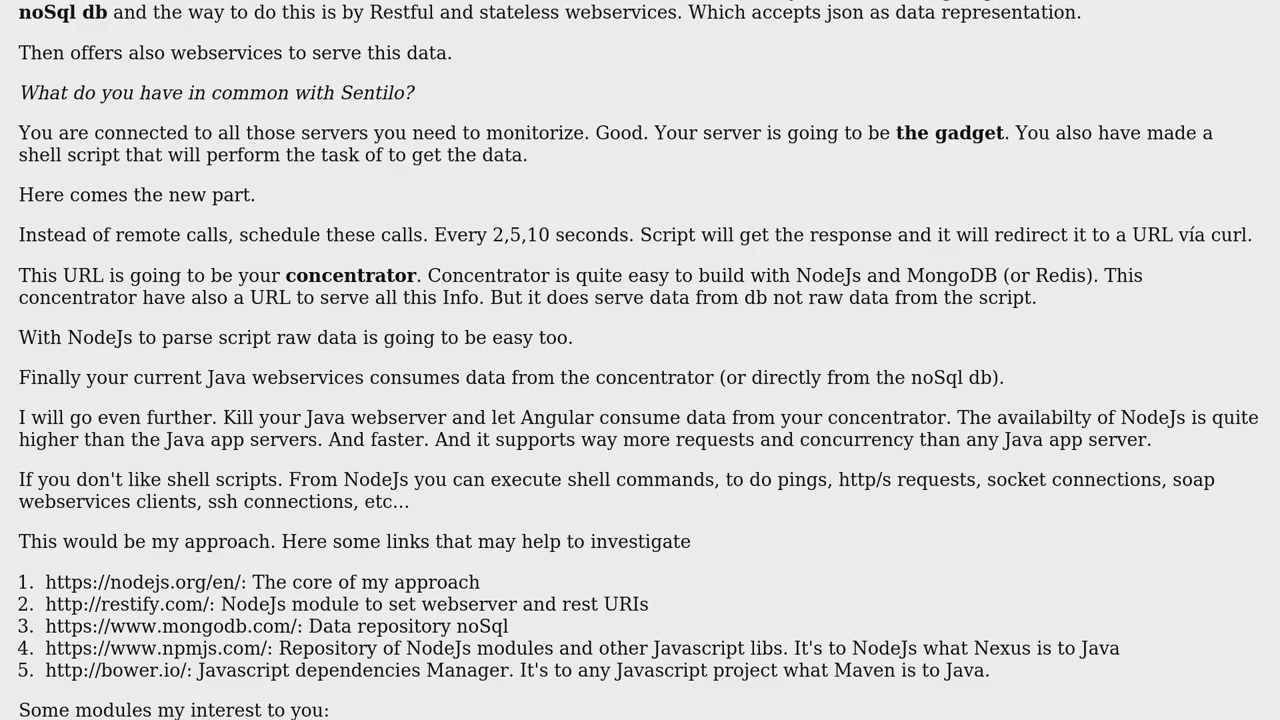 noSql db and the way to do this is by Restful and stateless webservices. Which accepts json as data representation.
Then offers also webservices to serve this data.
What do you have in common with Sentilo?
You are connected to all those servers you need to monitorize. Good. Your server is going to be the gadget. You also have made a
shell script that will perform the task of to get the data.
Here comes the new part.
Instead of remote calls, schedule these calls. Every 2,5,10 seconds. Script will get the response and it will redirect it to a URL vía curl.
This URL is going to be your concentrator. Concentrator is quite easy to build with NodeJs and MongoDB (or Redis). This
concentrator have also a URL to serve all this Info. But it does serve data from db not raw data from the script.
With NodeJs to parse script raw data is going to be easy too.
Finally your current Java webservices consumes data from the concentrator (or directly from the noSql db).
I will go even further. Kill your Java webserver and let Angular consume data from your concentrator. The availabilty of NodeJs is quite
higher than the Java app servers. And faster. And it supports way more requests and concurrency than any Java app server.
If you don't like shell scripts. From NodeJs you can execute shell commands, to do pings, http/s requests, socket connections, soap
webservices clients, ssh connections, etc...
This would be my approach. Here some links that may help to investigate
1. https://nodejs.org/en/: The core of my approach
2. http://restify.com/: NodeJs module to set webserver and rest URIs
3. https://www.mongodb.com/: Data repository noSql
4. https://www.npmjs.com/: Repository of NodeJs modules and other Javascript libs. It's to NodeJs what Nexus is to Java
5. http://bower.io/: Javascript dependencies Manager. It's to any Javascript project what Maven is to Java.
Some modules my interest to you: